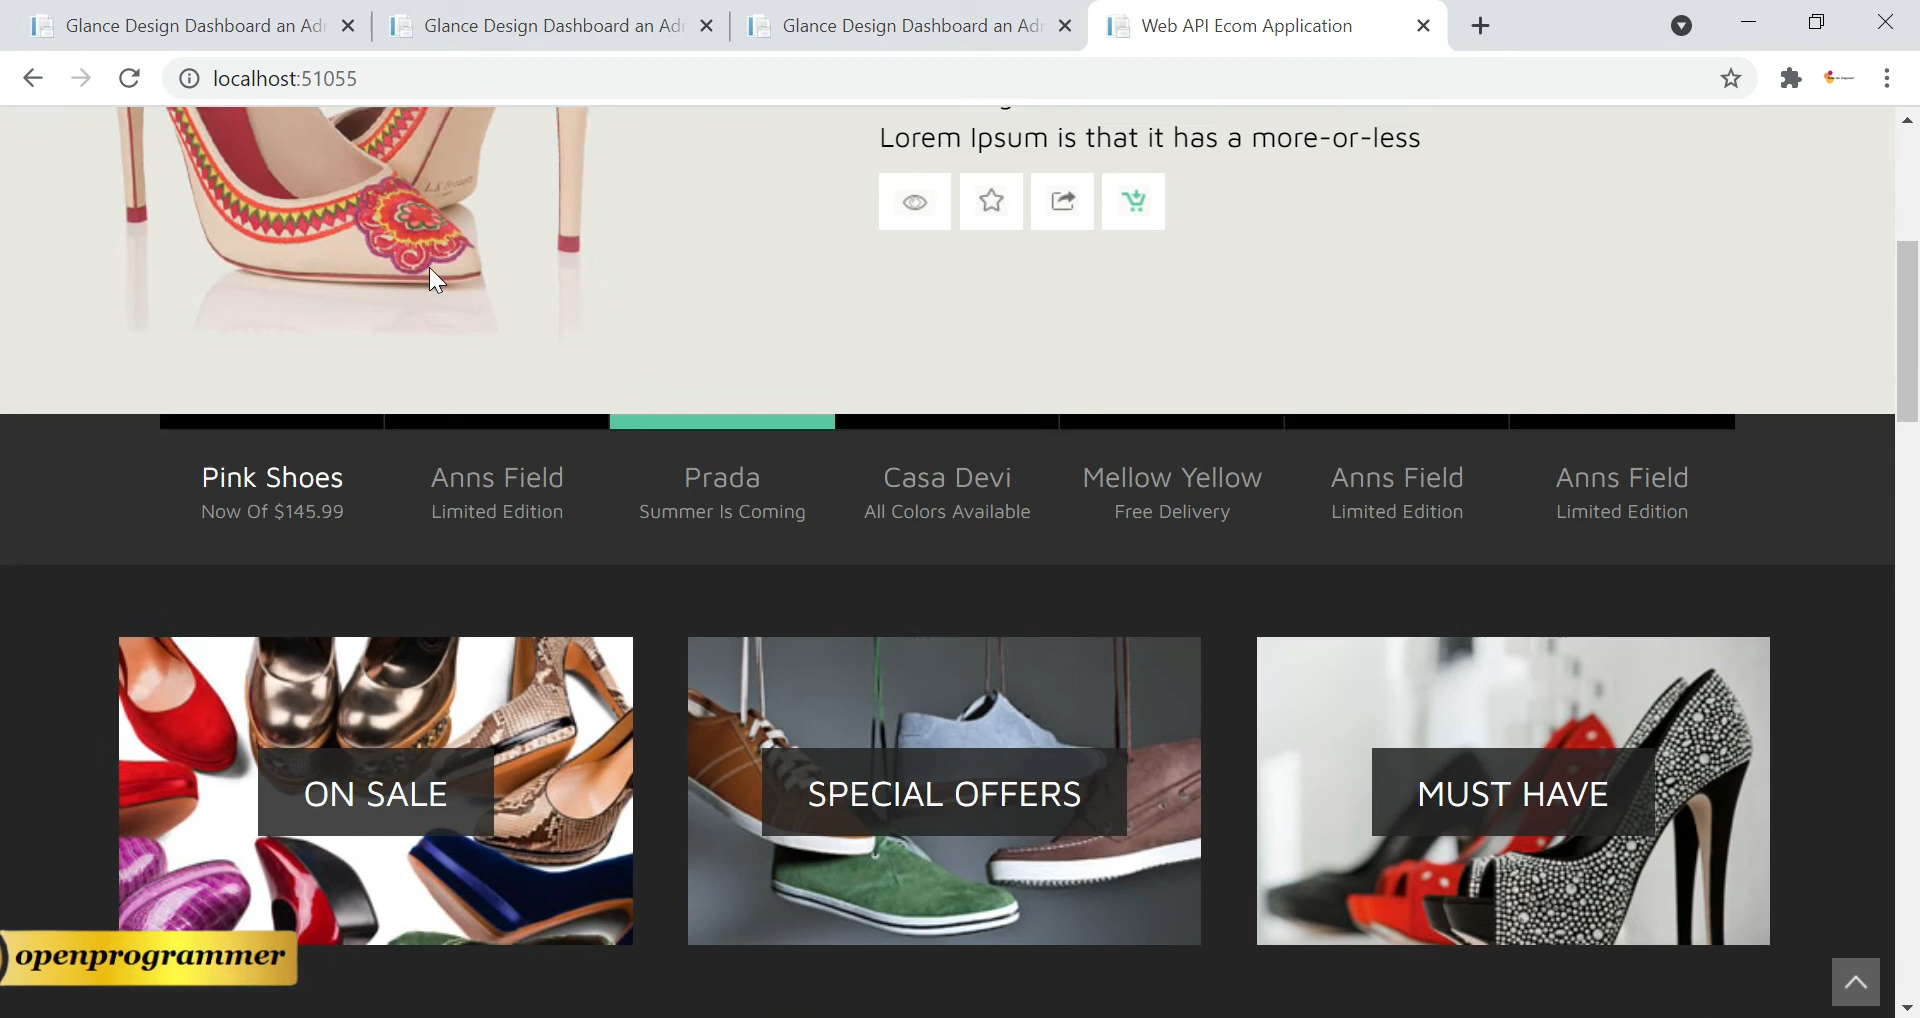 Glance Design Dashboard an Adr
Glance Design Dashboard an Adr
Glance Design Dashboard an Adr
Web API Ecom Application
localhost:51055
Lorem Ipsum is that it has a more-or-less
Pink Shoes
Now Of $145.99
Anns Field
Limited Edition
Prada
Summer Is Coming
Casa Devi
All Colors Available
Mellow Yellow
Free Delivery
Anns Field
Limited Edition
Anns Field
Limited Edition
ON SALE
SPECIAL OFFERS
MUST HAVE
openprogrammer